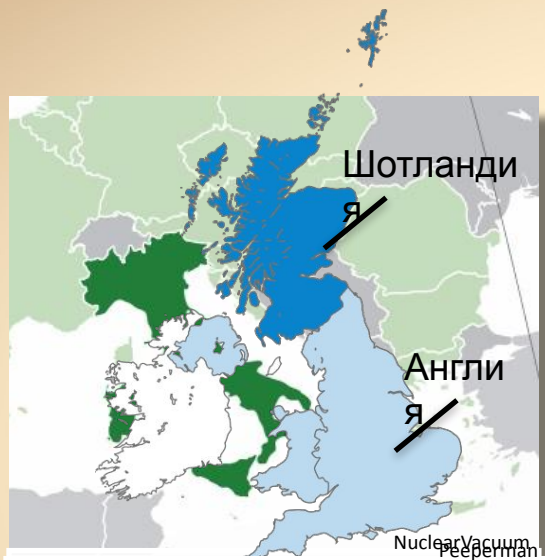 Шотланди
я
Англи
я
NuclearVacuum
Peeperman